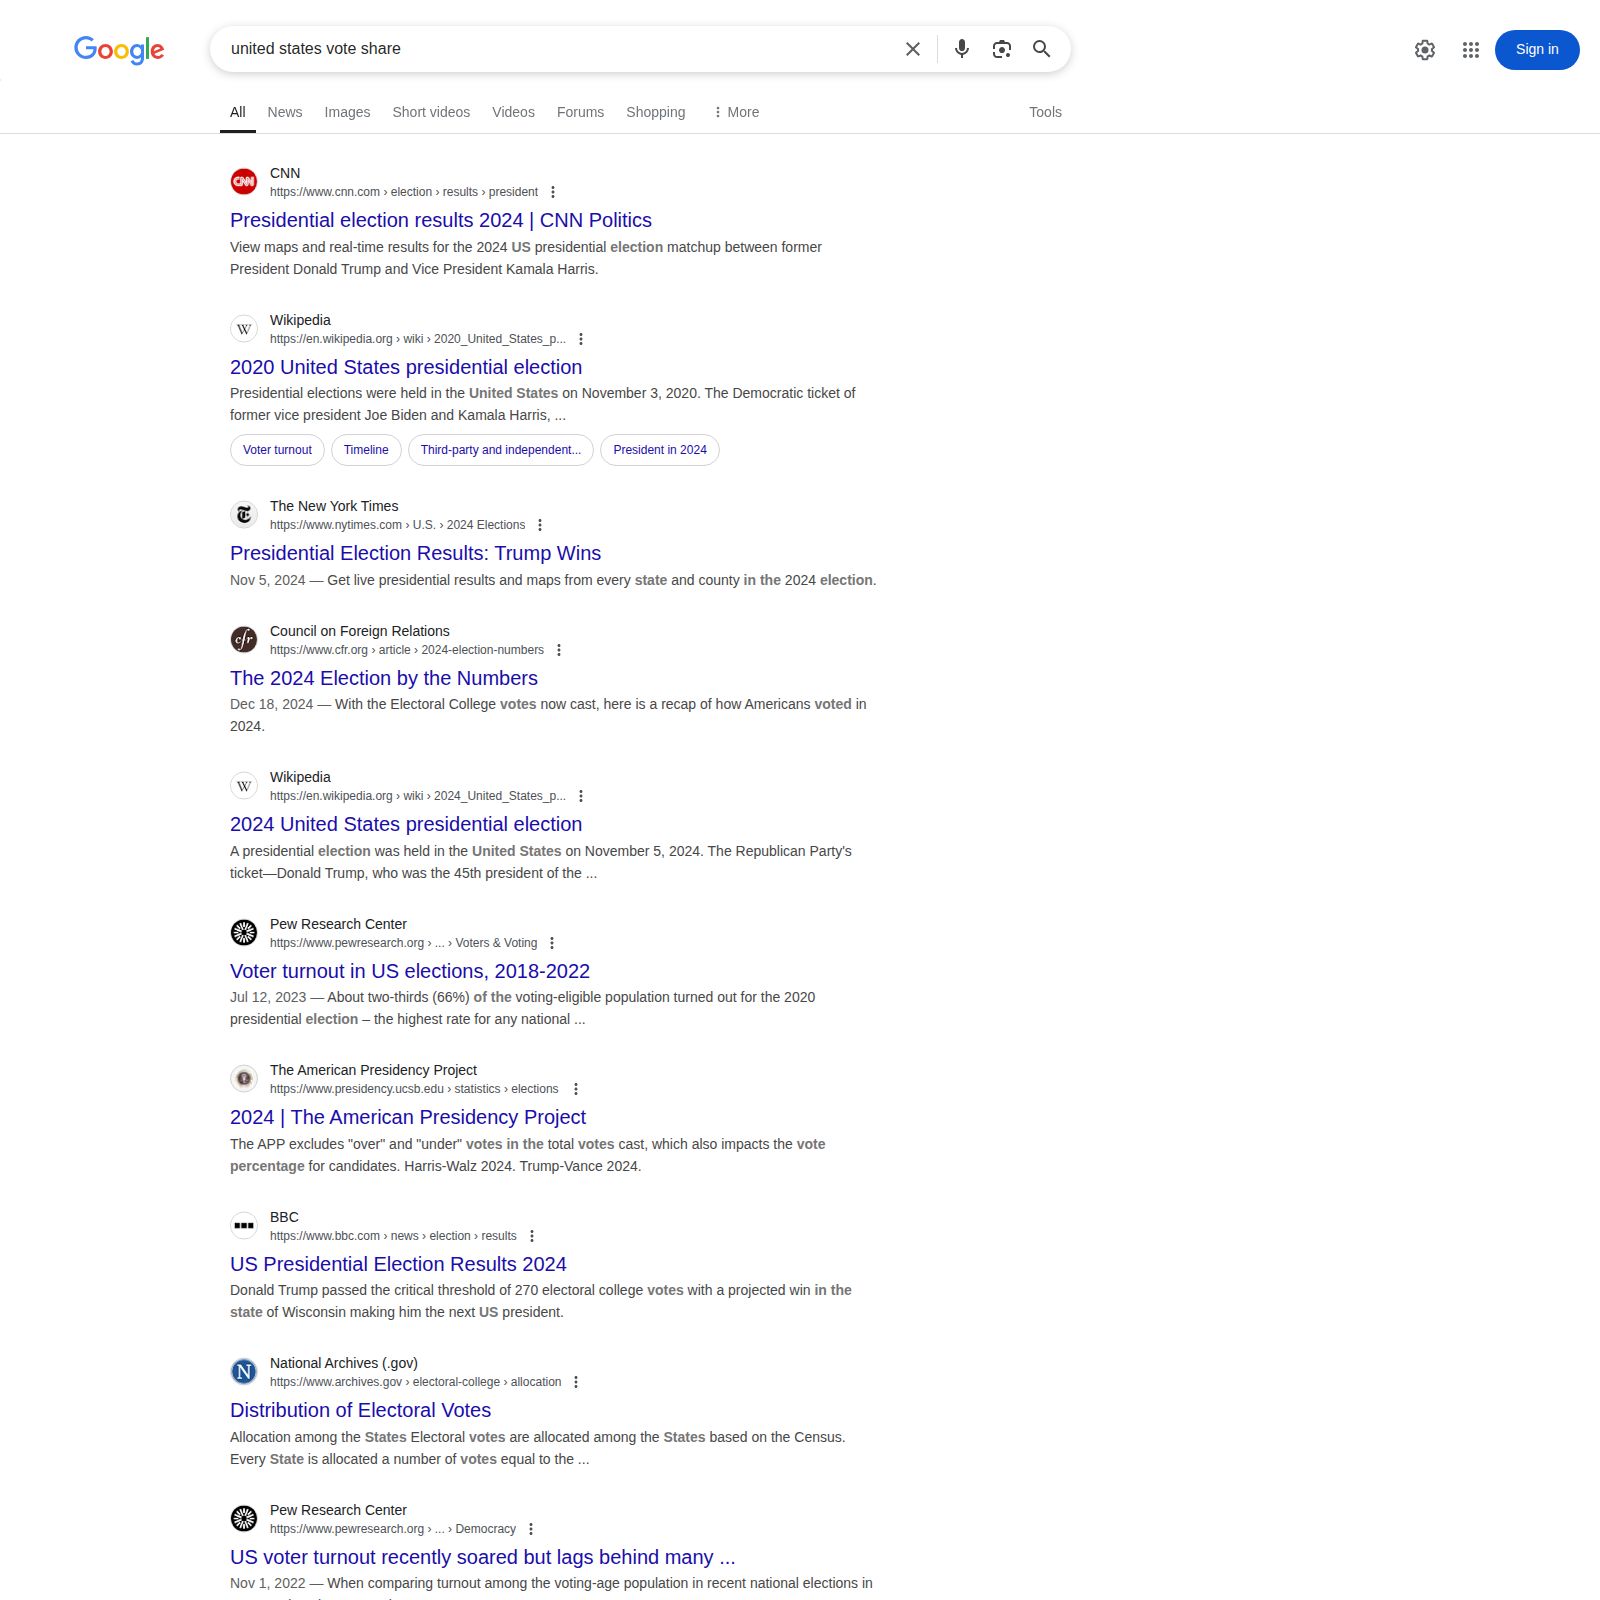 Google
united states vote share
Sign in
All News Images Short videos Videos Forums Shopping More Tools
CNN
CNN
https://www.cnn.com › election › results › president
Presidential election results 2024 | CNN Politics
View maps and real-time results for the 2024 US presidential election matchup between former
President Donald Trump and Vice President Kamala Harris.
W
Wikipedia
https://en.wikipedia.org › wiki › 2020_United_States_p...
2020 United States presidential election
Presidential elections were held in the United States on November 3, 2020. The Democratic ticket of
former vice president Joe Biden and Kamala Harris, ...
Voter turnout Timeline Third-party and independent... President in 2024
T
The New York Times
https://www.nytimes.com › U.S. › 2024 Elections
Presidential Election Results: Trump Wins
Nov 5, 2024 — Get live presidential results and maps from every state and county in the 2024 election.
cfr
Council on Foreign Relations
https://www.cfr.org › article › 2024-election-numbers
The 2024 Election by the Numbers
Dec 18, 2024 — With the Electoral College votes now cast, here is a recap of how Americans voted in
2024.
W
Wikipedia
https://en.wikipedia.org › wiki › 2024_United_States_p...
2024 United States presidential election
A presidential election was held in the United States on November 5, 2024. The Republican Party's
ticket—Donald Trump, who was the 45th president of the ...
Pew Research Center
https://www.pewresearch.org › ... › Voters & Voting
Voter turnout in US elections, 2018-2022
Jul 12, 2023 — About two-thirds (66%) of the voting-eligible population turned out for the 2020
presidential election – the highest rate for any national ...
The American Presidency Project
https://www.presidency.ucsb.edu › statistics › elections
2024 | The American Presidency Project
The APP excludes "over" and "under" votes in the total votes cast, which also impacts the vote
percentage for candidates. Harris-Walz 2024. Trump-Vance 2024.
BBC
https://www.bbc.com › news › election › results
US Presidential Election Results 2024
Donald Trump passed the critical threshold of 270 electoral college votes with a projected win in the
state of Wisconsin making him the next US president.
N
National Archives (.gov)
https://www.archives.gov › electoral-college › allocation
Distribution of Electoral Votes
Allocation among the States Electoral votes are allocated among the States based on the Census.
Every State is allocated a number of votes equal to the ...
Pew Research Center
https://www.pewresearch.org › ... › Democracy
US voter turnout recently soared but lags behind many ...
Nov 1, 2022 — When comparing turnout among the voting-age population in recent national elections in